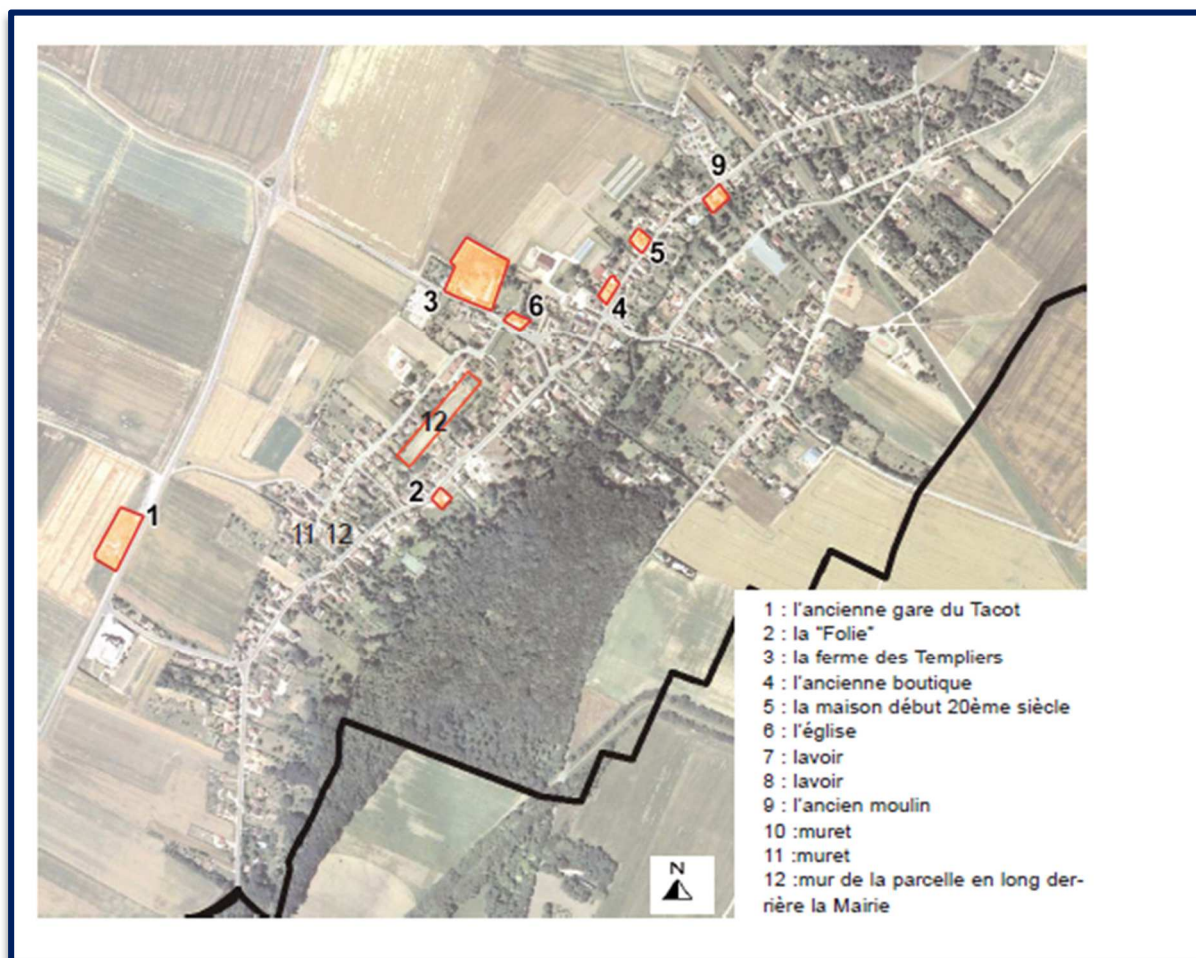 9
5
4
3
6
12
2
1
11 12
N
1 : l'ancienne gare du Tacot
2 : la "Folie"
3 : la ferme des Templiers
4 : l'ancienne boutique
5 : la maison début 20ème siècle
6 : l'église
7 : lavoir
8 : lavoir
9 : l'ancien moulin
10 :muret
11 :muret
12 :mur de la parcelle en long der-
rière la Mairie